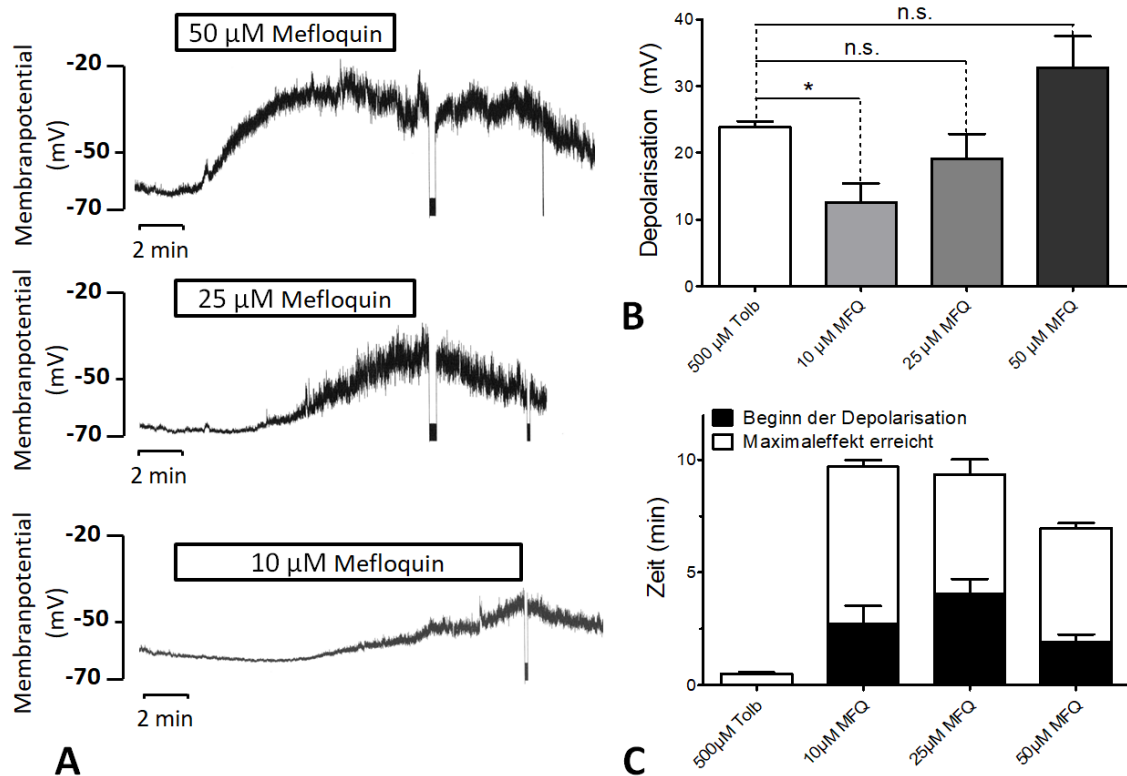 50 µM Mefloquin
Membranpotential
(mV)
-20
-50
-70
2 min
25 µM Mefloquin
Membranpotential
(mV)
-20
-50
-70
2 min
10 µM Mefloquin
Membranpotential
(mV)
-20
-50
-70
2 min
A
n.s.
n.s.
*
Depolarisation (mV)
40
30
20
10
0
500 µM Tolb
10 µM MFQ
25 µM MFQ
50 µM MFQ
B
Beginn der Depolarisation
Maximaleffekt erreicht
Zeit (min)
10
5
0
500µM Tolb
10µM MFQ
25µM MFQ
50µM MFQ
C